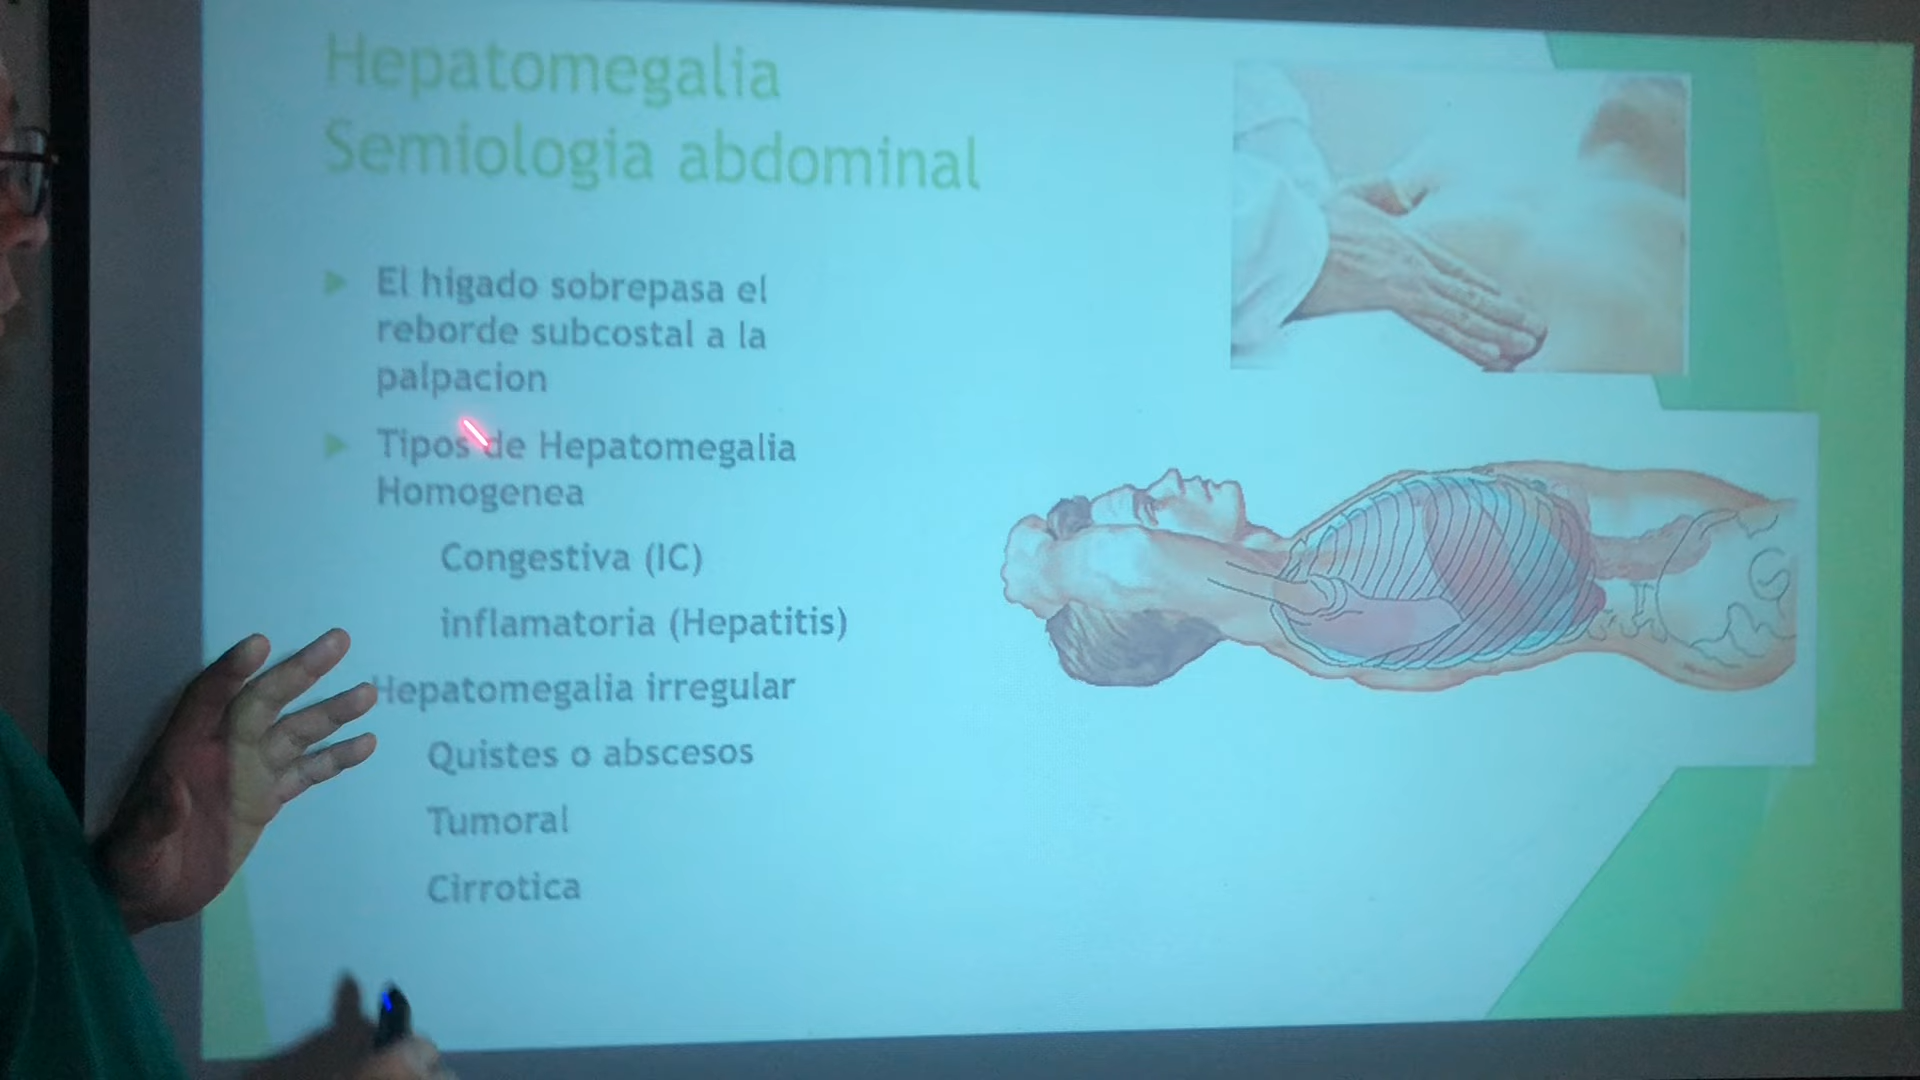 Hepatomegalia
Semiologia abdominal
El higado sobrepasa el
reborde subcostal a la
palpacion
Tipos de Hepatomegalia
Homogenea
Congestiva (IC)
inflamatoria (Hepatitis)
Hepatomegalia irregular
Quistes o abscesos
Tumoral
Cirrotica